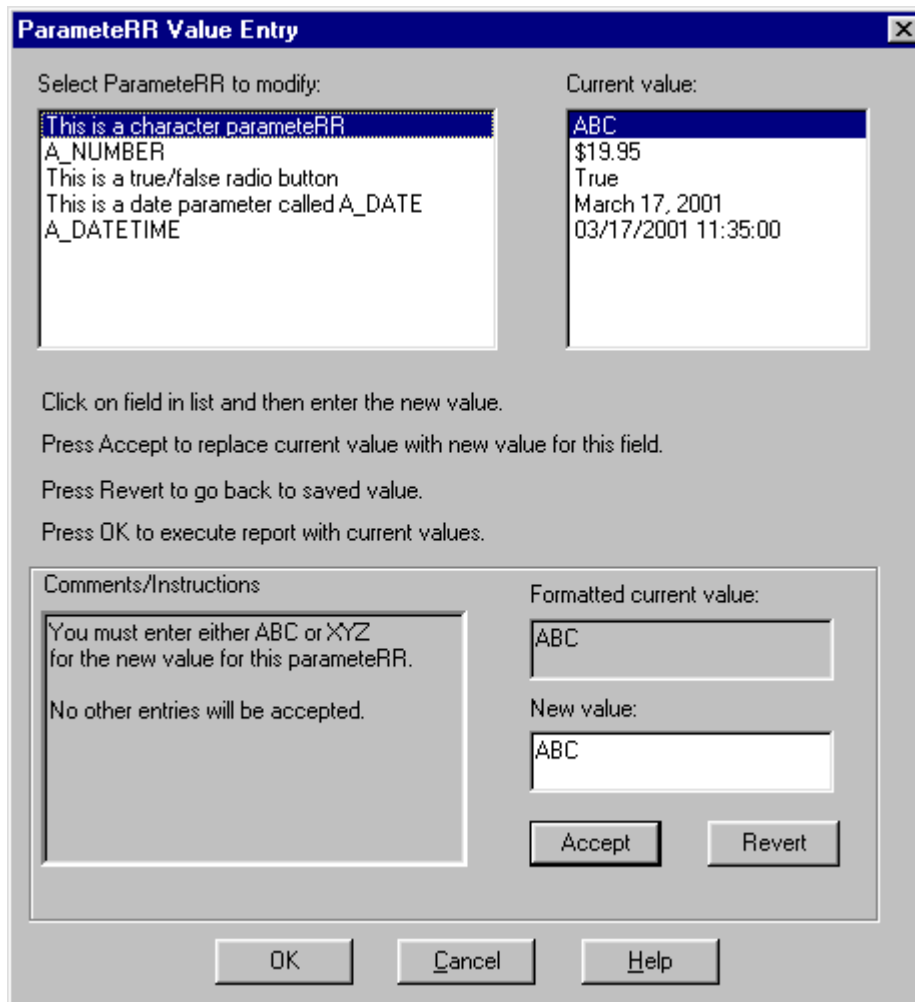 ParameteRR Value Entry
Select ParameteRR to modify:
This is a character parameteRR
A_NUMBER
This is a true/false radio button
This is a date parameter called A_DATE
A_DATETIME
Current value:
ABC
$19.95
True
March 17, 2001
03/17/2001 11:35:00
Click on field in list and then enter the new value.
Press Accept to replace current value with new value for this field.
Press Revert to go back to saved value.
Press OK to execute report with current values.
Comments/Instructions
You must enter either ABC or XYZ
for the new value for this parameteRR.
No other entries will be accepted.
Formatted current value:
ABC
New value:
ABC
Accept
Revert
OK
Cancel
Help